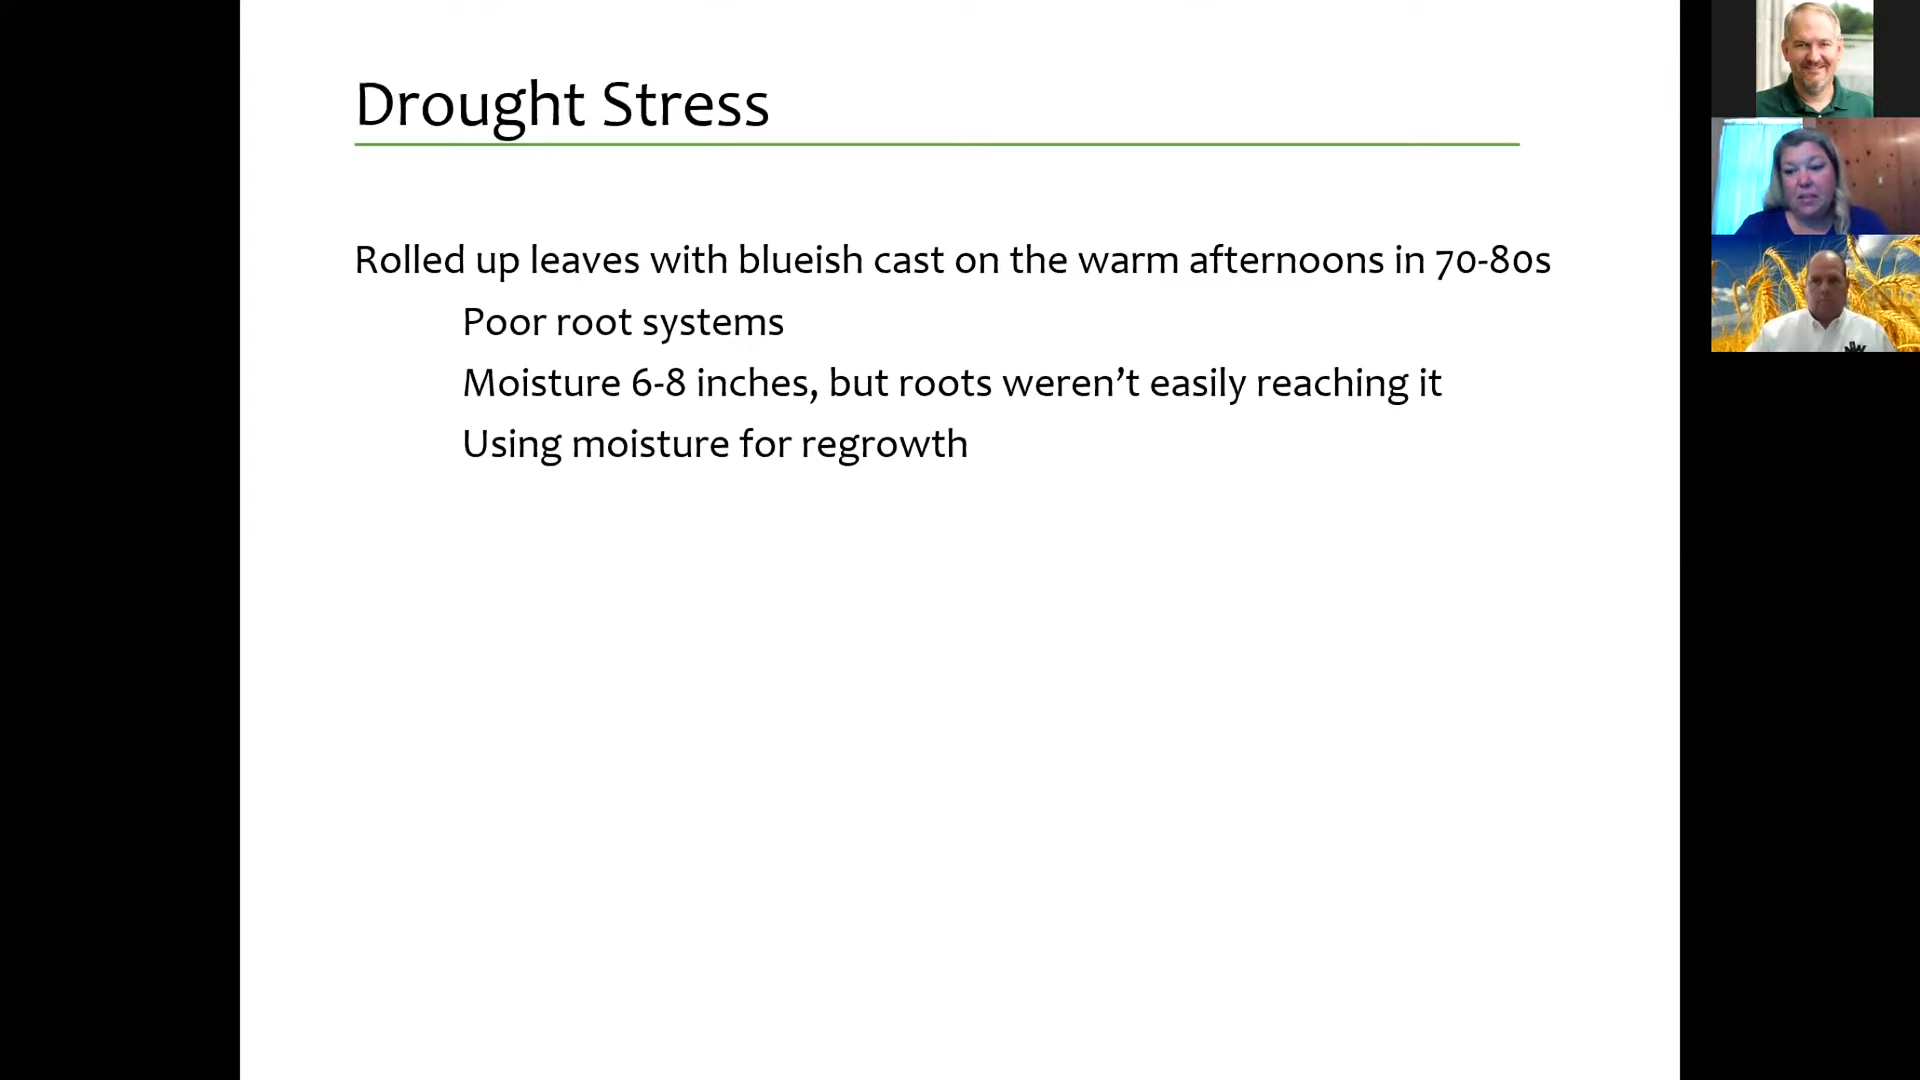 Drought Stress
Rolled up leaves with blueish cast on the warm afternoons in 70-80s
Poor root systems
Moisture 6-8 inches, but roots weren’t easily reaching it
Using moisture for regrowth